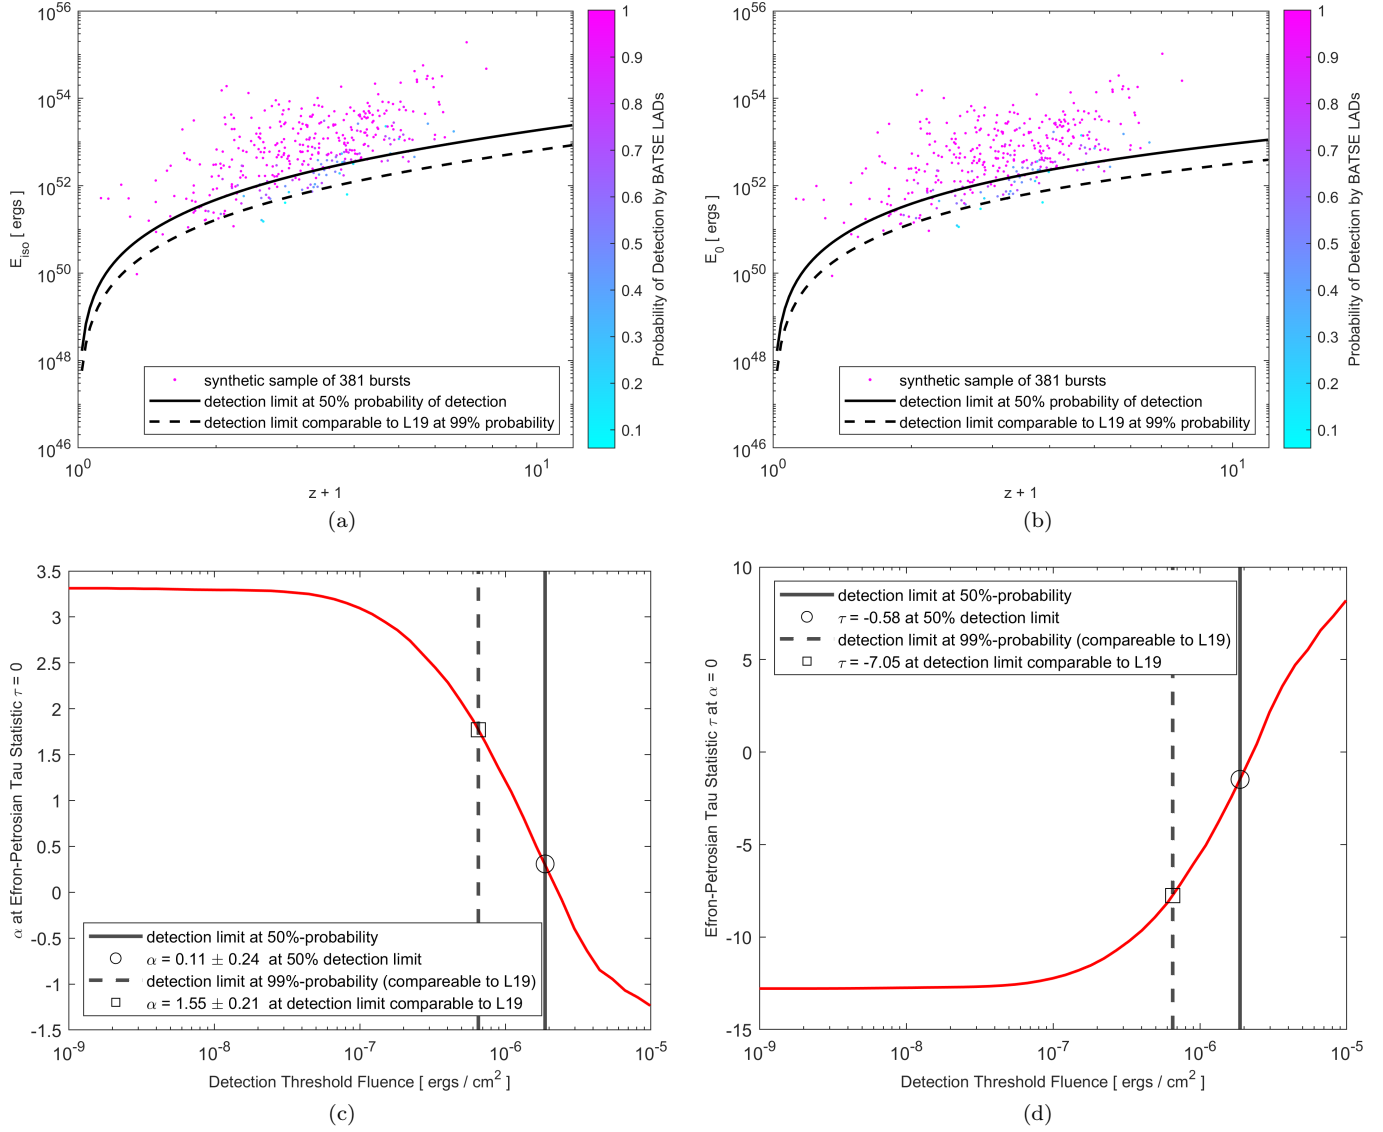 10^56
10^54
10^52
10^50
10^48
10^46
E_iso [ ergs ]
10^0
10^1
z + 1
synthetic sample of 381 bursts
detection limit at 50% probability of detection
detection limit comparable to L19 at 99% probability
1
0.9
0.8
0.7
0.6
0.5
0.4
0.3
0.2
0.1
Probability of Detection by BATSE LADs
(a)
10^56
10^54
10^52
10^50
10^48
10^46
E_0 [ ergs ]
10^0
10^1
z + 1
synthetic sample of 381 bursts
detection limit at 50% probability of detection
detection limit comparable to L19 at 99% probability
1
0.9
0.8
0.7
0.6
0.5
0.4
0.3
0.2
0.1
Probability of Detection by BATSE LADs
(b)
3.5
3
2.5
2
1.5
1
0.5
0
-0.5
-1
-1.5
α at Efron-Petrosian Tau Statistic τ = 0
detection limit at 50%-probability
α = 0.11 ± 0.24 at 50% detection limit
detection limit at 99%-probability (compareable to L19)
α = 1.55 ± 0.21 at detection limit comparable to L19
10^-9
10^-8
10^-7
10^-6
10^-5
Detection Threshold Fluence [ ergs / cm^2 ]
(c)
10
5
0
-5
-10
-15
Efron-Petrosian Tau Statistic τ at α = 0
detection limit at 50%-probability
τ = -0.58 at 50% detection limit
detection limit at 99%-probability (compareable to L19)
τ = -7.05 at detection limit comparable to L19
10^-9
10^-8
10^-7
10^-6
10^-5
Detection Threshold Fluence [ ergs / cm^2 ]
(d)